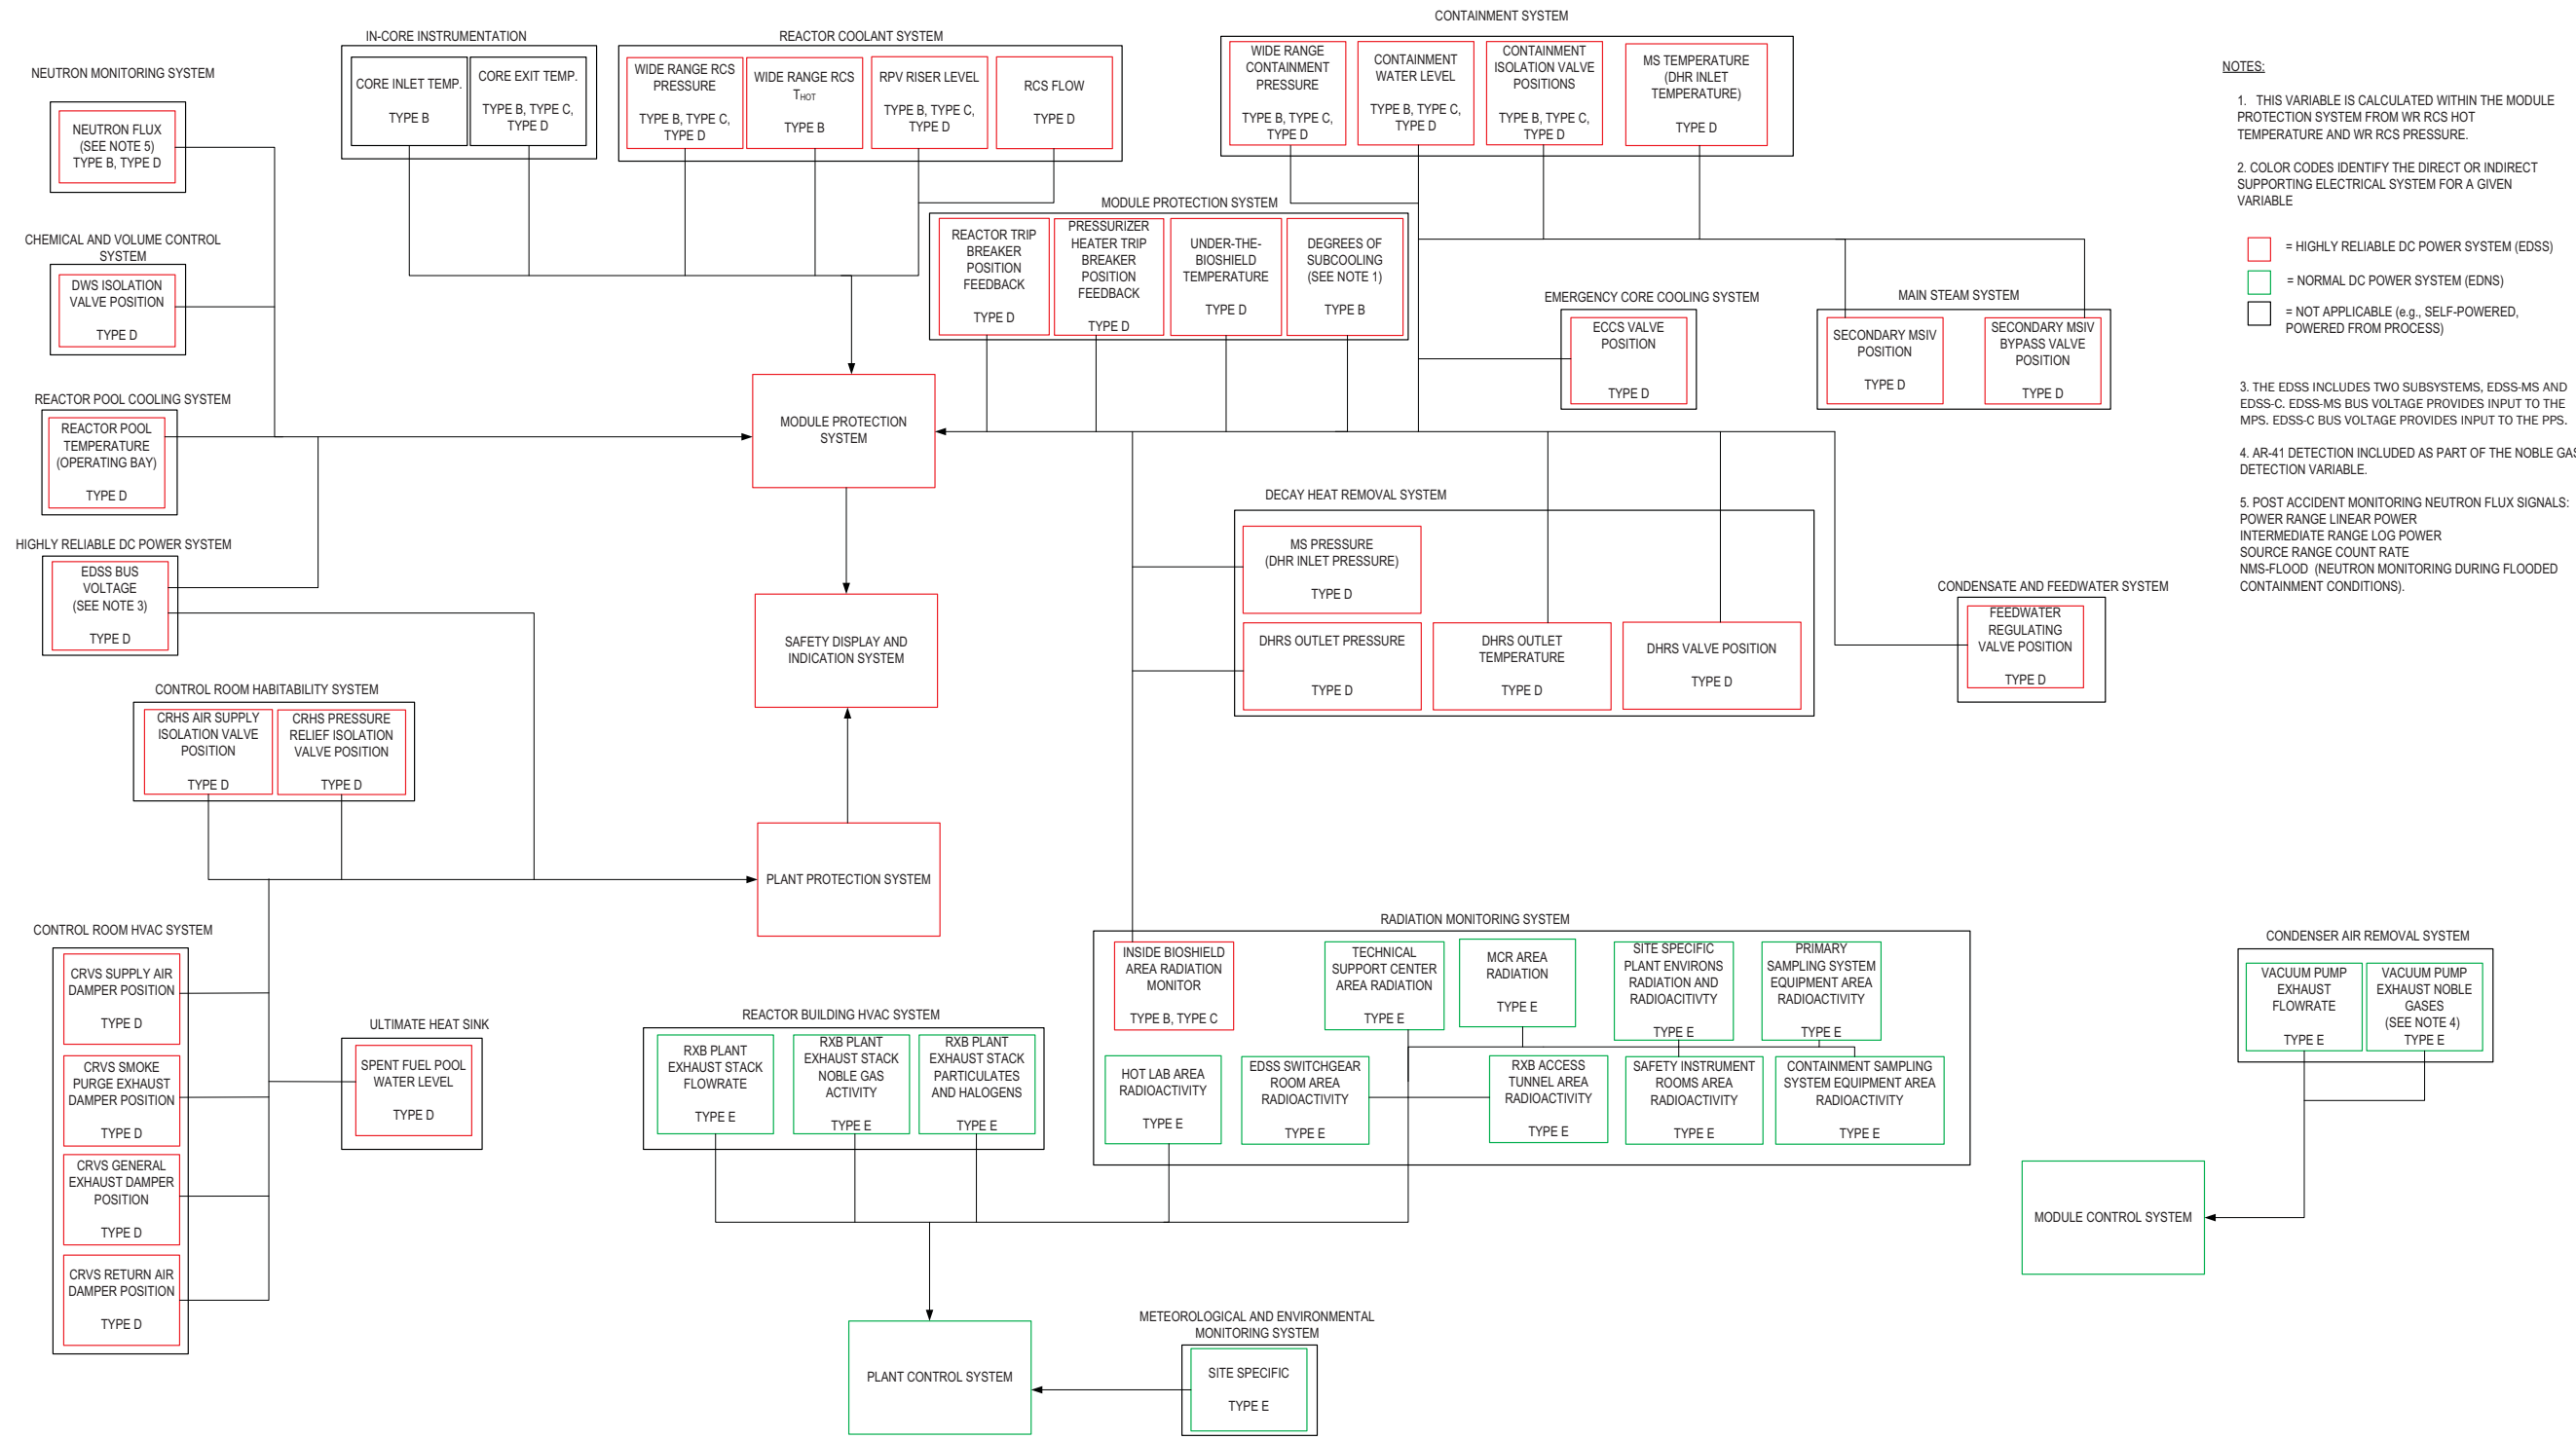 NEUTRON MONITORING SYSTEM
NEUTRON FLUX
(SEE NOTE 5)
TYPE B, TYPE D
IN-CORE INSTRUMENTATION
CORE INLET TEMP.
TYPE B
CORE EXIT TEMP.
TYPE B, TYPE C,
TYPE D
REACTOR COOLANT SYSTEM
WIDE RANGE RCS
PRESSURE
TYPE B, TYPE C,
TYPE D
WIDE RANGE RCS
THOT
TYPE B
RPV RISER LEVEL
TYPE B, TYPE C,
TYPE D
RCS FLOW
TYPE D
CONTAINMENT SYSTEM
WIDE RANGE
CONTAINMENT
PRESSURE
TYPE B, TYPE C,
TYPE D
CONTAINMENT
WATER LEVEL
TYPE B, TYPE C,
TYPE D
CONTAINMENT
ISOLATION VALVE
POSITIONS
TYPE B, TYPE C,
TYPE D
MS TEMPERATURE
(DHR INLET
TEMPERATURE)
TYPE D
NOTES:
1. THIS VARIABLE IS CALCULATED WITHIN THE MODULE
PROTECTION SYSTEM FROM WR RCS HOT
TEMPERATURE AND WR RCS PRESSURE.
2. COLOR CODES IDENTIFY THE DIRECT OR INDIRECT
SUPPORTING ELECTRICAL SYSTEM FOR A GIVEN
VARIABLE
= HIGHLY RELIABLE DC POWER SYSTEM (EDSS)
= NORMAL DC POWER SYSTEM (EDNS)
= NOT APPLICABLE (e.g., SELF-POWERED,
POWERED FROM PROCESS)
3. THE EDSS INCLUDES TWO SUBSYSTEMS, EDSS-MS AND
EDSS-C. EDSS-MS BUS VOLTAGE PROVIDES INPUT TO THE
MPS. EDSS-C BUS VOLTAGE PROVIDES INPUT TO THE PPS.
4. AR-41 DETECTION INCLUDED AS PART OF THE NOBLE GAS
DETECTION VARIABLE.
5. POST ACCIDENT MONITORING NEUTRON FLUX SIGNALS:
POWER RANGE LINEAR POWER
INTERMEDIATE RANGE LOG POWER
SOURCE RANGE COUNT RATE
NMS-FLOOD (NEUTRON MONITORING DURING FLOODED
CONTAINMENT CONDITIONS).
CHEMICAL AND VOLUME CONTROL
SYSTEM
DWS ISOLATION
VALVE POSITION
TYPE D
MODULE PROTECTION SYSTEM
REACTOR TRIP
BREAKER
POSITION
FEEDBACK
TYPE D
PRESSURIZER
HEATER TRIP
BREAKER
POSITION
FEEDBACK
TYPE D
UNDER-THE-
BIOSHIELD
TEMPERATURE
TYPE D
DEGREES OF
SUBCOOLING
(SEE NOTE 1)
TYPE B
EMERGENCY CORE COOLING SYSTEM
ECCS VALVE
POSITION
TYPE D
MAIN STEAM SYSTEM
SECONDARY MSIV
POSITION
TYPE D
SECONDARY MSIV
BYPASS VALVE
POSITION
TYPE D
REACTOR POOL COOLING SYSTEM
REACTOR POOL
TEMPERATURE
(OPERATING BAY)
TYPE D
MODULE PROTECTION
SYSTEM
HIGHLY RELIABLE DC POWER SYSTEM
EDSS BUS
VOLTAGE
(SEE NOTE 3)
TYPE D
SAFETY DISPLAY AND
INDICATION SYSTEM
DECAY HEAT REMOVAL SYSTEM
MS PRESSURE
(DHR INLET PRESSURE)
TYPE D
DHRS OUTLET PRESSURE
TYPE D
DHRS OUTLET
TEMPERATURE
TYPE D
DHRS VALVE POSITION
TYPE D
CONDENSATE AND FEEDWATER SYSTEM
FEEDWATER
REGULATING
VALVE POSITION
TYPE D
CONTROL ROOM HABITABILITY SYSTEM
CRHS AIR SUPPLY
ISOLATION VALVE
POSITION
TYPE D
CRHS PRESSURE
RELIEF ISOLATION
VALVE POSITION
TYPE D
PLANT PROTECTION SYSTEM
CONTROL ROOM HVAC SYSTEM
CRVS SUPPLY AIR
DAMPER POSITION
TYPE D
CRVS SMOKE
PURGE EXHAUST
DAMPER POSITION
TYPE D
CRVS GENERAL
EXHAUST DAMPER
POSITION
TYPE D
CRVS RETURN AIR
DAMPER POSITION
TYPE D
ULTIMATE HEAT SINK
SPENT FUEL POOL
WATER LEVEL
TYPE D
REACTOR BUILDING HVAC SYSTEM
RXB PLANT
EXHAUST STACK
FLOWRATE
TYPE E
RXB PLANT
EXHAUST STACK
NOBLE GAS
ACTIVITY
TYPE E
RXB PLANT
EXHAUST STACK
PARTICULATES
AND HALOGENS
TYPE E
RADIATION MONITORING SYSTEM
INSIDE BIOSHIELD
AREA RADIATION
MONITOR
TYPE B, TYPE C
TECHNICAL
SUPPORT CENTER
AREA RADIATION
TYPE E
MCR AREA
RADIATION
TYPE E
SITE SPECIFIC
PLANT ENVIRONS
RADIATION AND
RADIOACITIVTY
TYPE E
PRIMARY
SAMPLING SYSTEM
EQUIPMENT AREA
RADIOACTIVITY
TYPE E
HOT LAB AREA
RADIOACTIVITY
TYPE E
EDSS SWITCHGEAR
ROOM AREA
RADIOACTIVITY
TYPE E
RXB ACCESS
TUNNEL AREA
RADIOACTIVITY
TYPE E
SAFETY INSTRUMENT
ROOMS AREA
RADIOACTIVITY
TYPE E
CONTAINMENT SAMPLING
SYSTEM EQUIPMENT AREA
RADIOACTIVITY
TYPE E
CONDENSER AIR REMOVAL SYSTEM
VACUUM PUMP
EXHAUST
FLOWRATE
TYPE E
VACUUM PUMP
EXHAUST NOBLE
GASES
(SEE NOTE 4)
TYPE E
MODULE CONTROL SYSTEM
PLANT CONTROL SYSTEM
METEOROLOGICAL AND ENVIRONMENTAL
MONITORING SYSTEM
SITE SPECIFIC
TYPE E